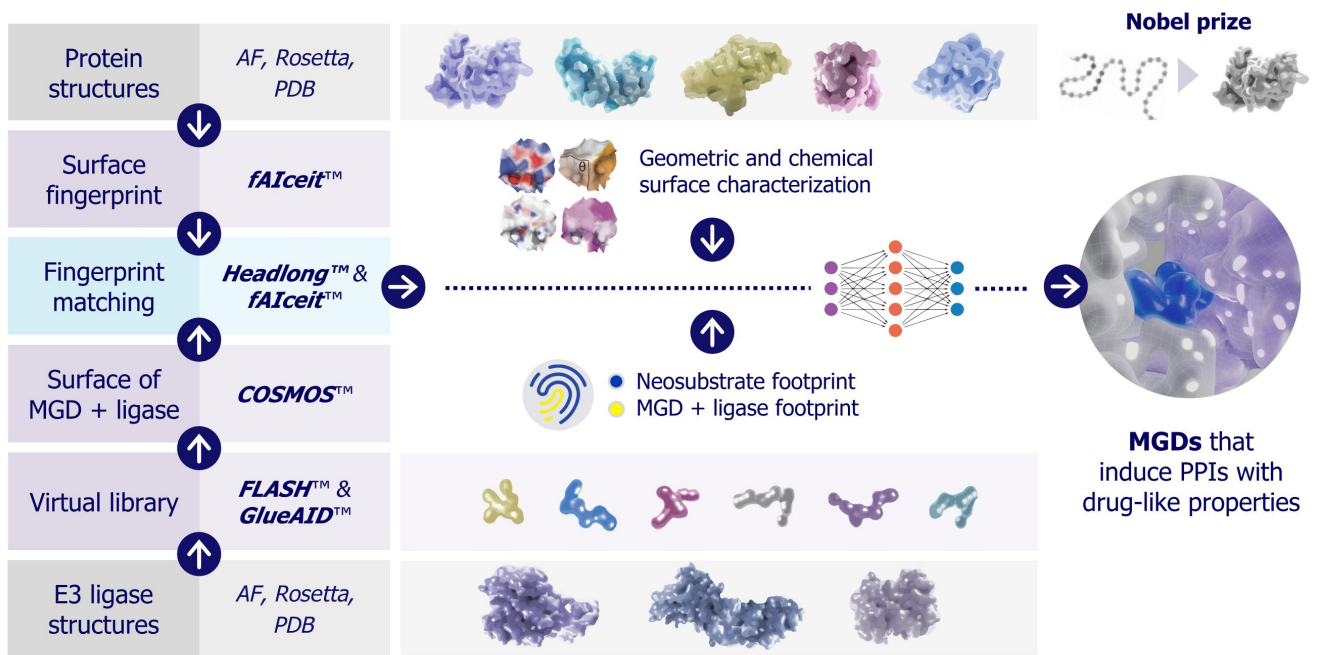 Protein
structures
AF, Rosetta,
PDB
Nobel prize
Surface
fingerprint
fAIceit™
Geometric and chemical
surface characterization
θ
Fingerprint
matching
Headlong™ &
fAIceit™
Surface of
MGD + ligase
COSMOS™
Neosubstrate footprint
MGD + ligase footprint
MGDs that
induce PPIs with
drug-like properties
Virtual library
FLASH™ &
GlueAID™
E3 ligase
structures
AF, Rosetta,
PDB